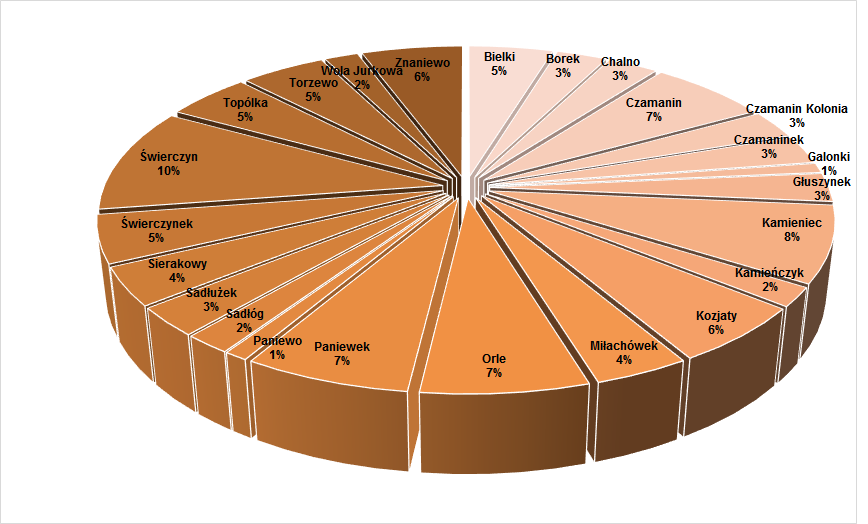 Bielki
5%
Borek
3%
Chalno
3%
Czamanin
7%
Czamanin Kolonia
3%
Czamaninek
3%
Galonki
1%
Głuszynek
3%
Kamieniec
8%
Kamieńczyk
2%
Kozjaty
6%
Miłachówek
4%
Orle
7%
Paniewek
7%
Paniewo
1%
Sadłóg
2%
Sadłużek
3%
Sierakowy
4%
Świerczynek
5%
Świerczyn
10%
Topólka
5%
Torzewo
5%
Wola Jurkowa
2%
Znaniewo
6%